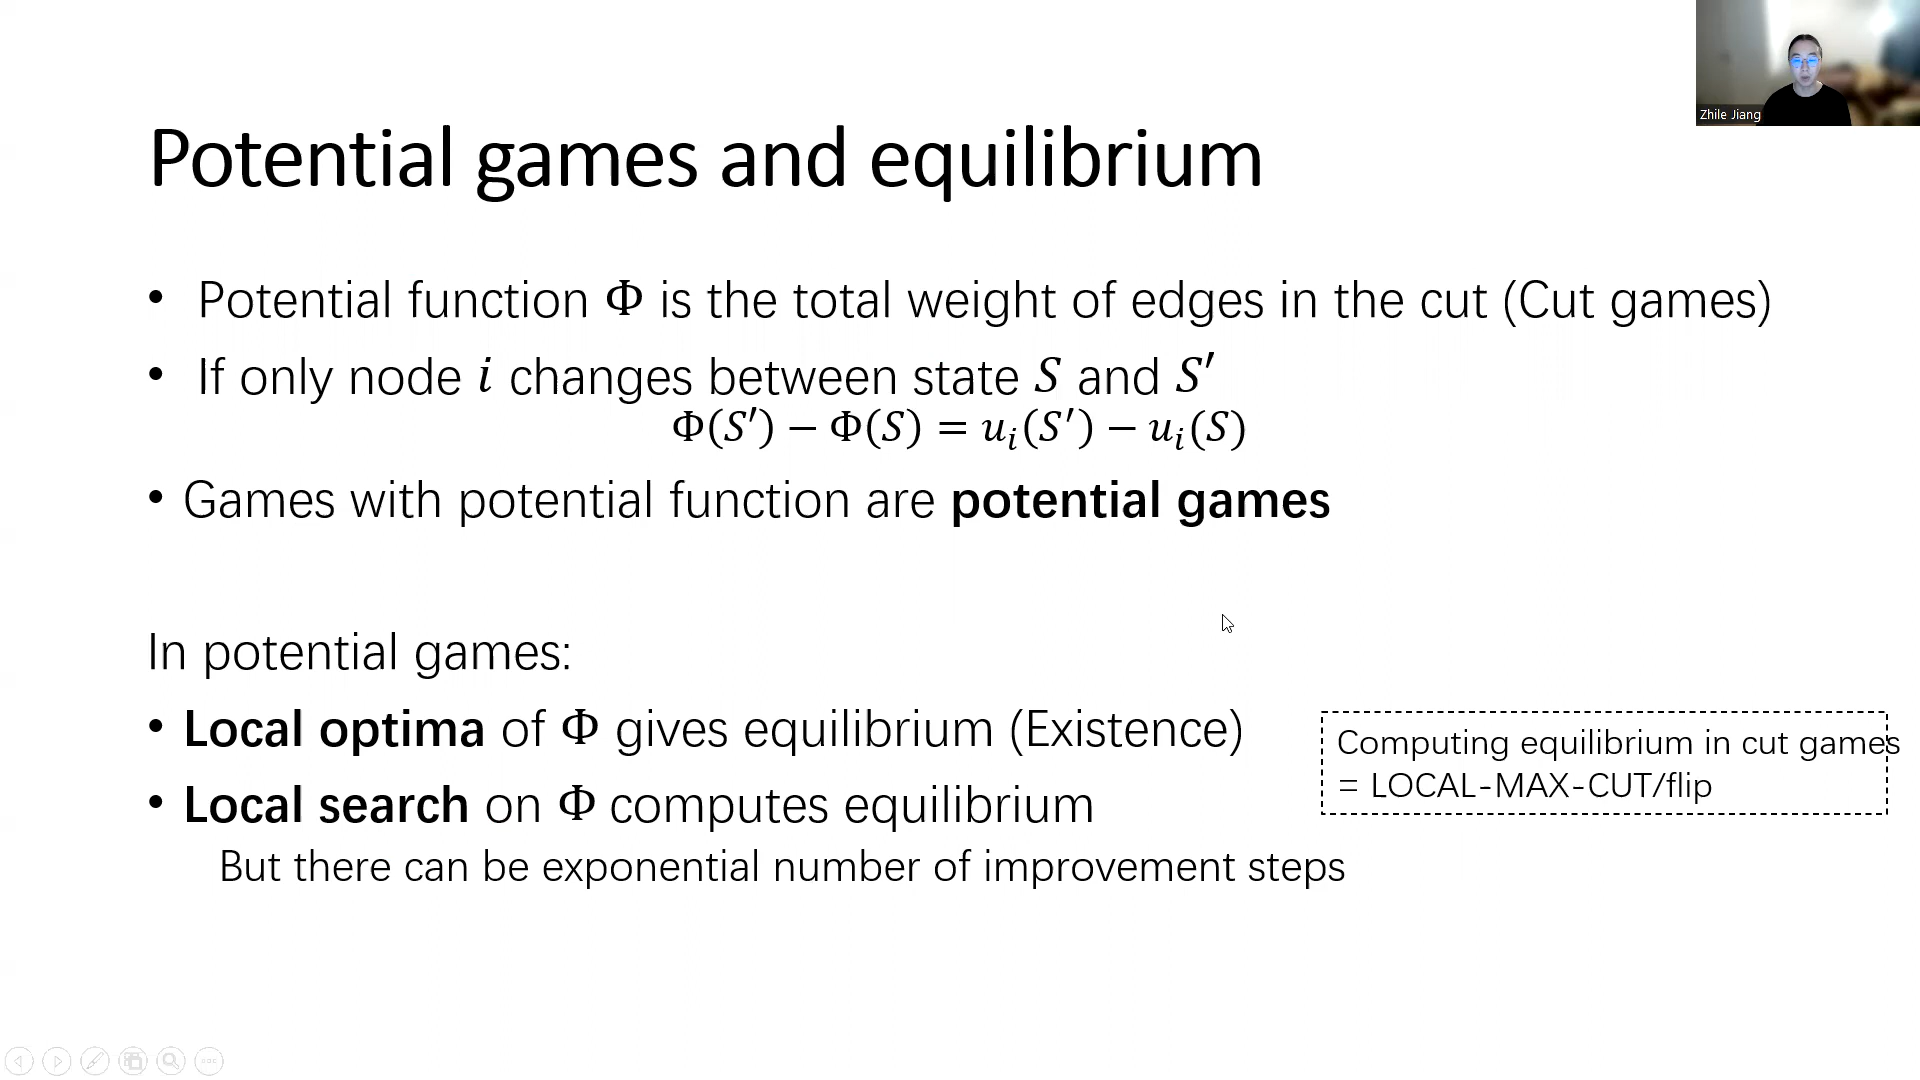 Zhile Jiang
Potential games and equilibrium
• Potential function Φ is the total weight of edges in the cut (Cut games)
• If only node i changes between state S and S′
Φ(S′) − Φ(S) = uᵢ(S′) − uᵢ(S)
• Games with potential function are potential games
In potential games:
• Local optima of Φ gives equilibrium (Existence)
• Local search on Φ computes equilibrium
But there can be exponential number of improvement steps
Computing equilibrium in cut games
= LOCAL-MAX-CUT/flip